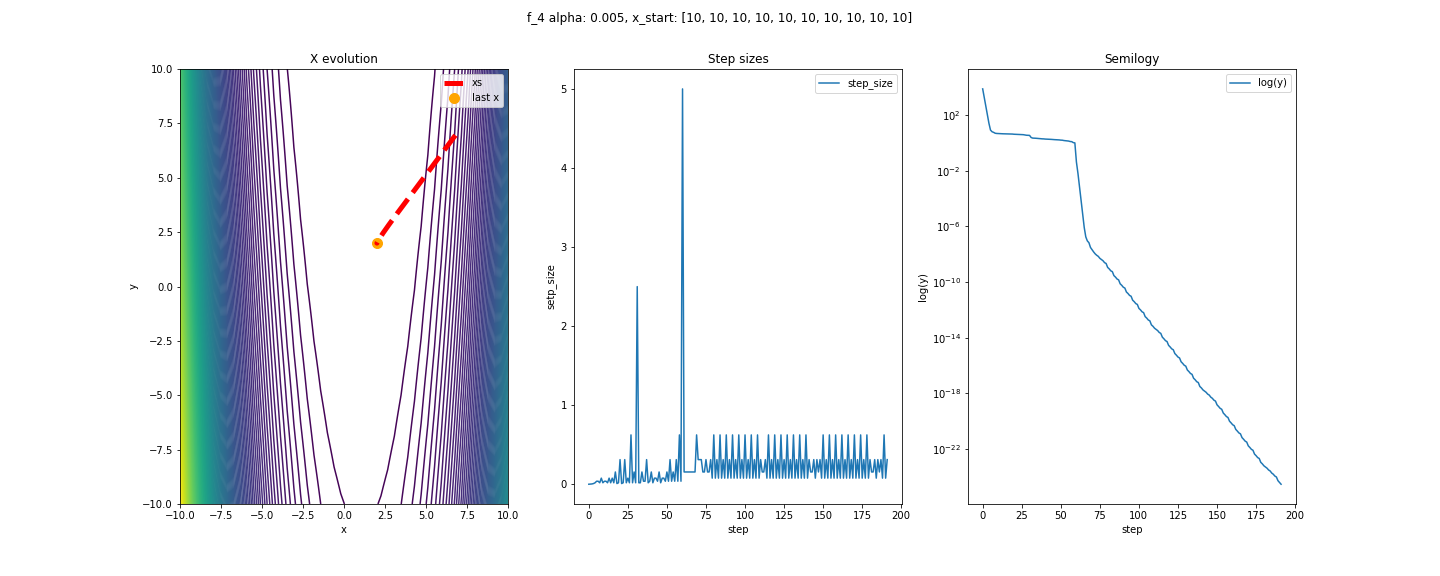 f_4 alpha: 0.005, x_start: [10, 10, 10, 10, 10, 10, 10, 10, 10, 10]
X evolution
10.0
7.5
5.0
2.5
0.0
−2.5
−5.0
−7.5
−10.0
y
−10.0 −7.5 −5.0 −2.5 0.0 2.5 5.0 7.5 10.0
x
xs
last x
Step sizes
5
4
3
2
1
0
setp_size
0 25 50 75 100 125 150 175 200
step
step_size
Semilogy
10²
10⁻²
10⁻⁶
10⁻¹⁰
10⁻¹⁴
10⁻¹⁸
10⁻²²
log(y)
0 25 50 75 100 125 150 175 200
step
log(y)